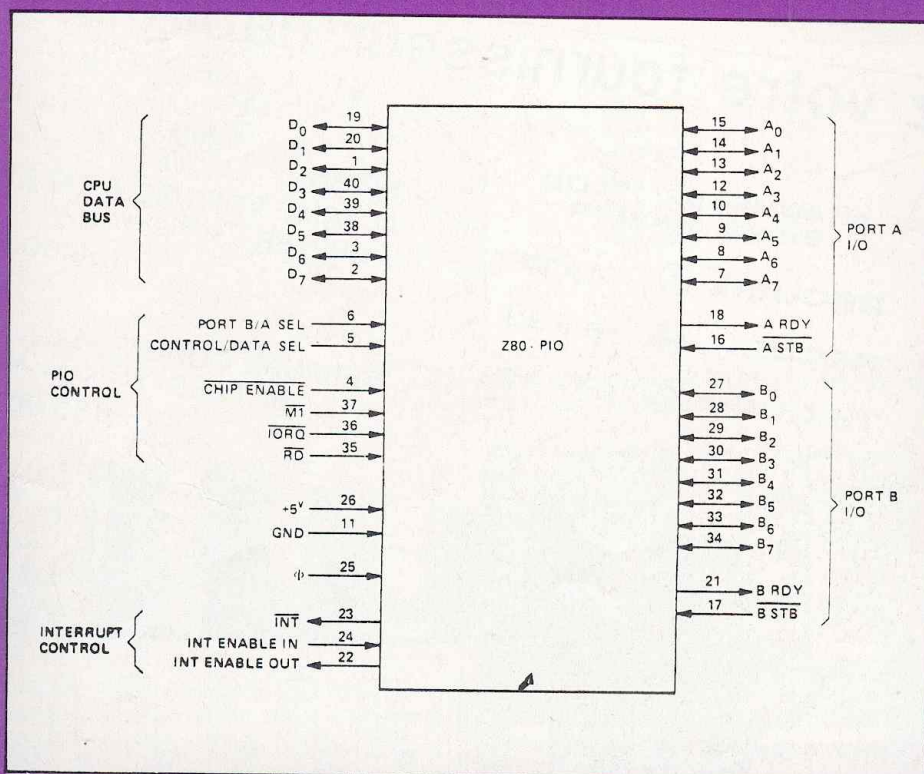 CPU
DATA
BUS
D0 19
D1 20
D2 1
D3 40
D4 39
D5 38
D6 3
D7 2
PIO
CONTROL
PORT B/A SEL 6
CONTROL/DATA SEL 5
CHIP ENABLE 4
M1 37
IORQ 36
RD 35
+5V 26
GND 11
Φ 25
INTERRUPT
CONTROL
INT 23
INT ENABLE IN 24
INT ENABLE OUT 22
Z80-PIO
15 A0
14 A1
13 A2
12 A3
10 A4
9 A5
8 A6
7 A7
18 A RDY
16 A STB
PORT A
I/O
27 B0
28 B1
29 B2
30 B3
31 B4
32 B5
33 B6
34 B7
21 B RDY
17 B STB
PORT B
I/O